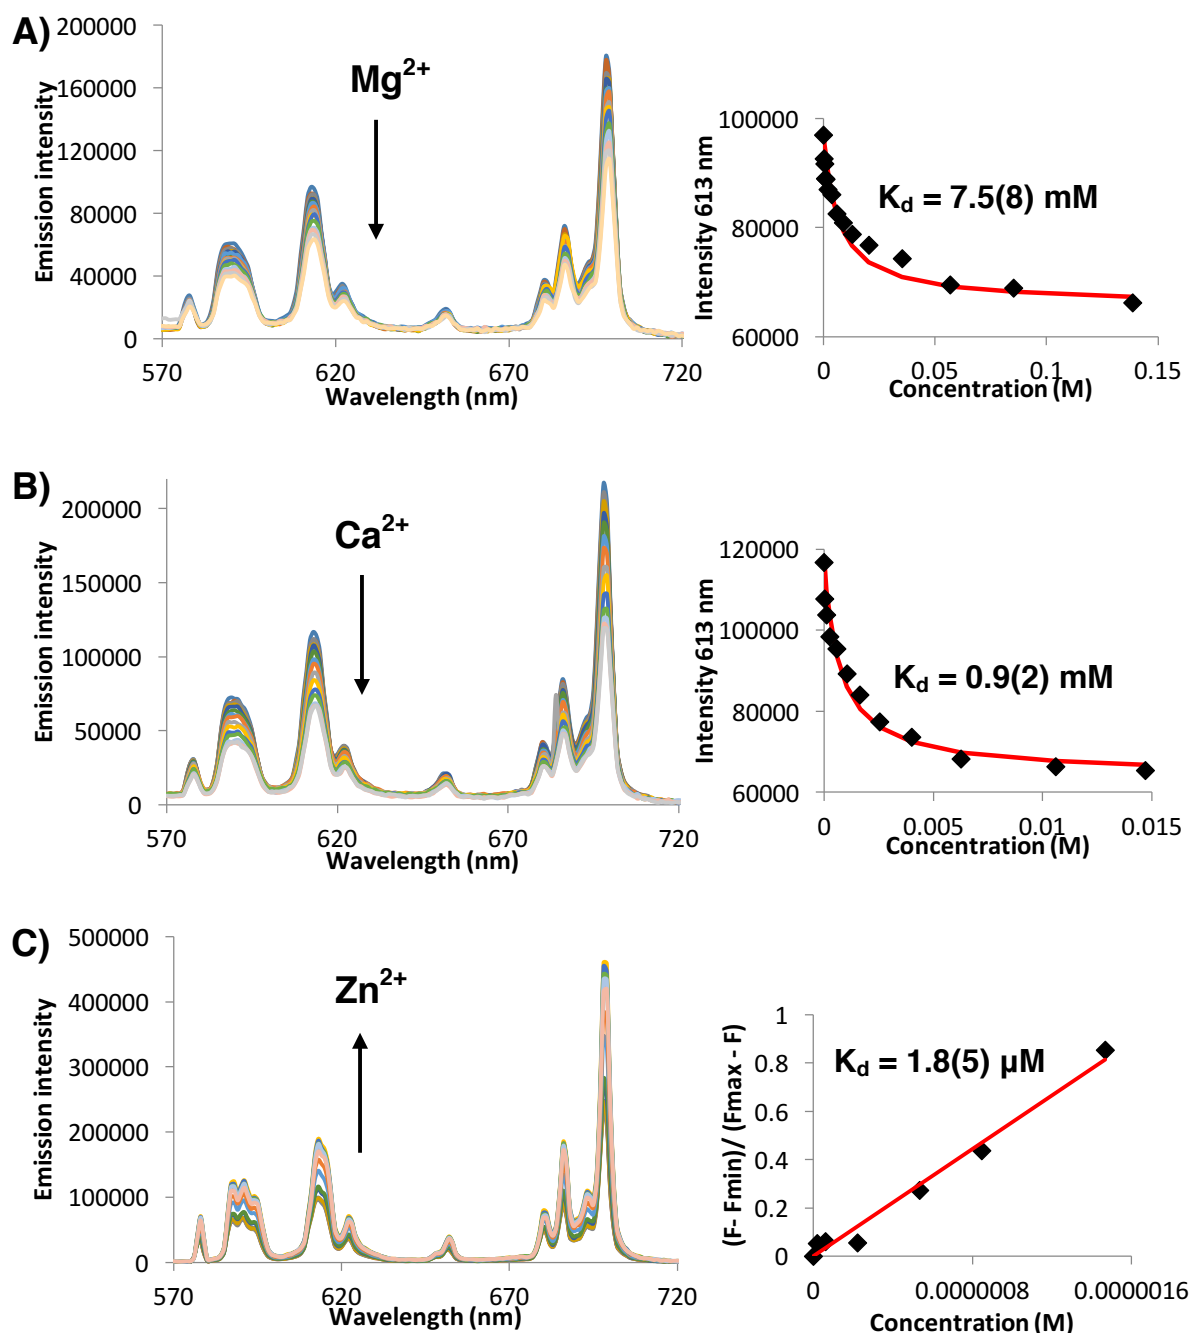 A)
Emission intensity
200000
160000
120000
80000
40000
0
Mg2+
570
620
670
720
Wavelength (nm)
Intensity 613 nm
100000
80000
60000
Kd = 7.5(8) mM
0
0.05
0.1
0.15
Concentration (M)
B)
Emission intensity
200000
150000
100000
50000
0
Ca2+
570
620
670
720
Wavelength (nm)
Intensity 613 nm
120000
100000
80000
60000
Kd = 0.9(2) mM
0
0.005
0.01
0.015
Concentration (M)
C)
Emission intensity
500000
400000
300000
200000
100000
0
Zn2+
570
620
670
720
Wavelength (nm)
(F- Fmin)/ (Fmax - F)
1
0.8
0.6
0.4
0.2
0
Kd = 1.8(5) µM
0
0.0000008
0.0000016
Concentration (M)